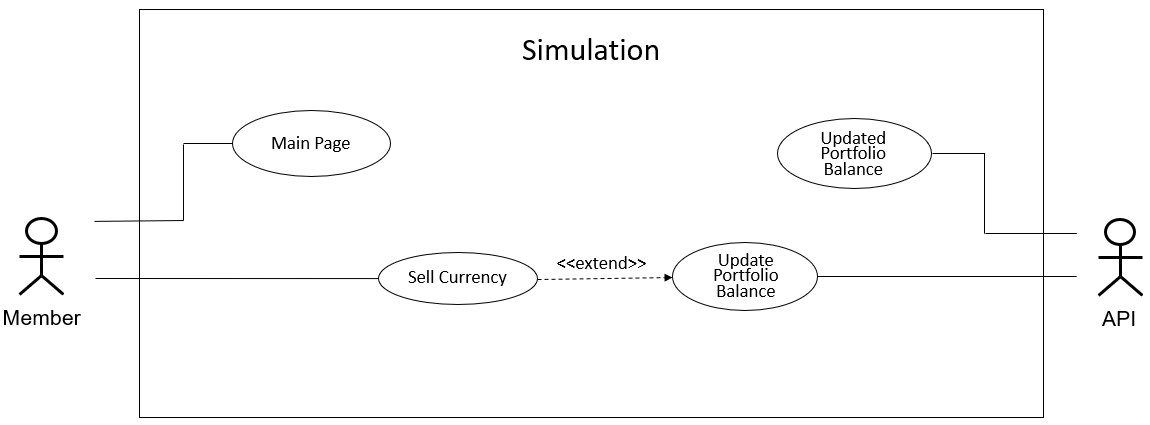 Simulation
Main Page
Updated
Portfolio
Balance
Member
Sell Currency
<<extend>>
Update
Portfolio
Balance
API